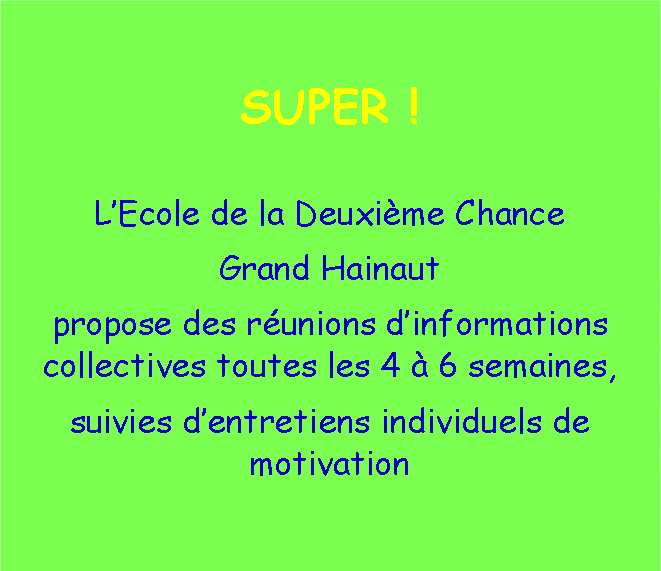 SUPER !
L’Ecole de la Deuxième Chance
Grand Hainaut
propose des réunions d’informations
collectives toutes les 4 à 6 semaines,
suivies d’entretiens individuels de
motivation